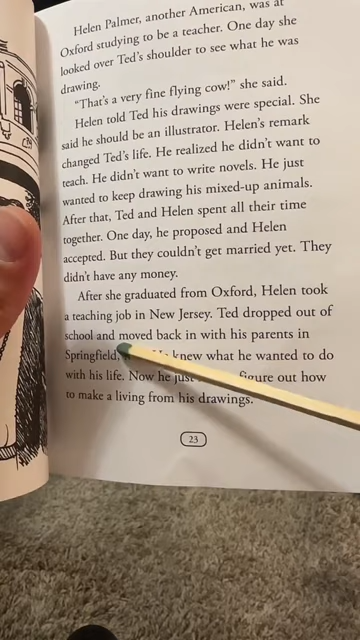 Helen Palmer, another American, was at
Oxford studying to be a teacher. One day she
looked over Ted's shoulder to see what he was
drawing.
"That's a very fine flying cow!" she said.
Helen told Ted his drawings were special. She
said he should be an illustrator. Helen's remark
changed Ted's life. He realized he didn't want to
teach. He didn't want to write novels. He just
wanted to keep drawing his mixed-up animals.
After that, Ted and Helen spent all their time
together. One day, he proposed and Helen
accepted. But they couldn't get married yet. They
didn't have any money.
After she graduated from Oxford, Helen took
a teaching job in New Jersey. Ted dropped out of
school and moved back in with his parents in
Springfield, knew what he wanted to do
with his life. Now he just figure out how
to make a living from his drawings.
23